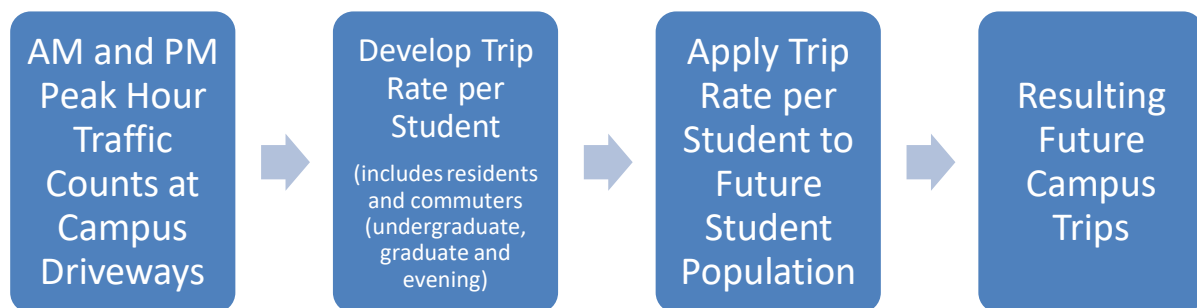 AM and PM
Peak Hour
Traffic
Counts at
Campus
Driveways
Develop Trip
Rate per
Student
(includes residents
and commuters
(undergraduate,
graduate and
evening)
Apply Trip
Rate per
Student to
Future
Student
Population
Resulting
Future
Campus
Trips